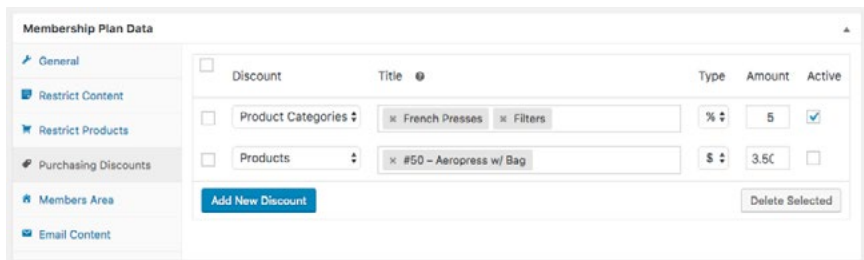 Membership Plan Data
General
Restrict Content
Restrict Products
Purchasing Discounts
Members Area
Email Content
Discount Title Type Amount Active
Product Categories × French Presses × Filters % 5
Products × #50 – Aeropress w/ Bag $ 3.50
Add New Discount Delete Selected